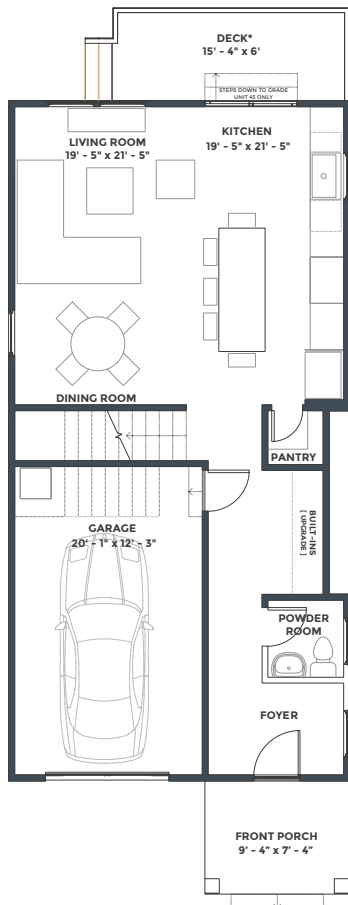 DECK*
15' - 4" x 6'
STEPS DOWN TO GRADE
UNIT 45 ONLY
LIVING ROOM
19' - 5" x 21' - 5"
KITCHEN
19' - 5" x 21' - 5"
DINING ROOM
PANTRY
GARAGE
20' - 1" x 12' - 3"
BUILT-INS
[ UPGRADE ]
POWDER
ROOM
FOYER
FRONT PORCH
9' - 4" x 7' - 4"